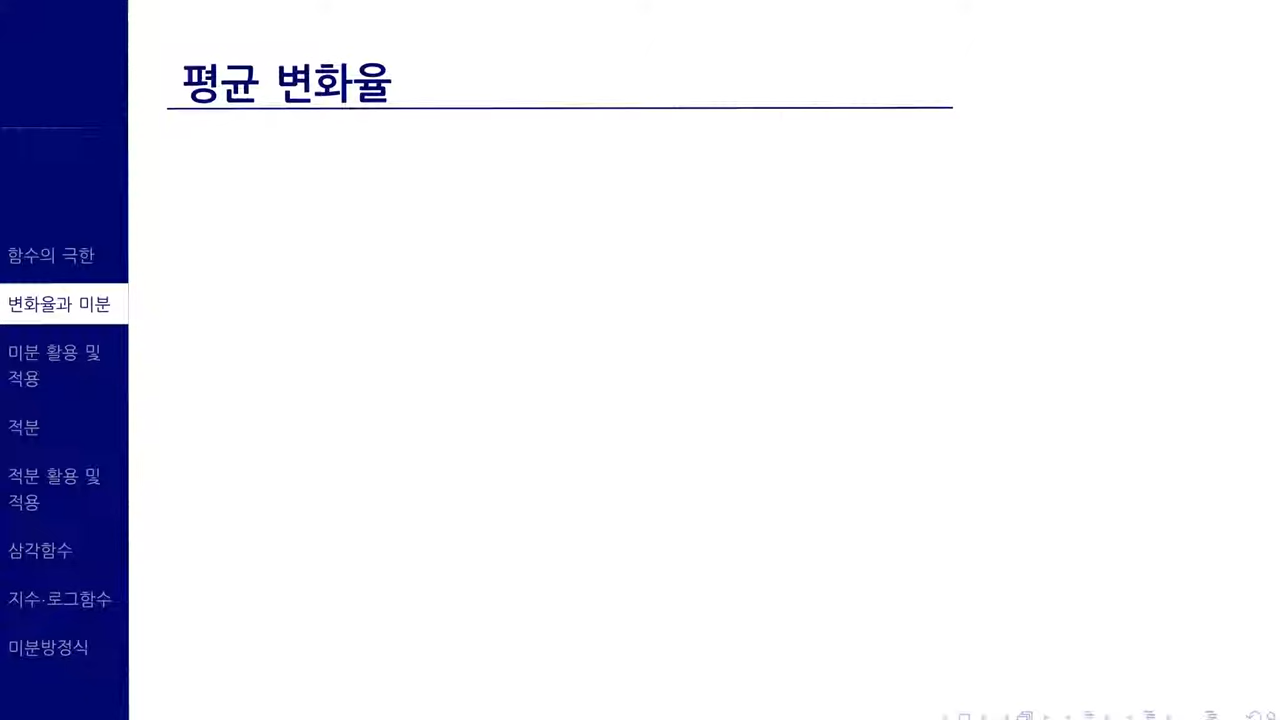 평균 변화율
함수의 극한
변화율과 미분
미분 활용 및
적용
적분
적분 활용 및
적용
삼각함수
지수·로그함수
미분방정식